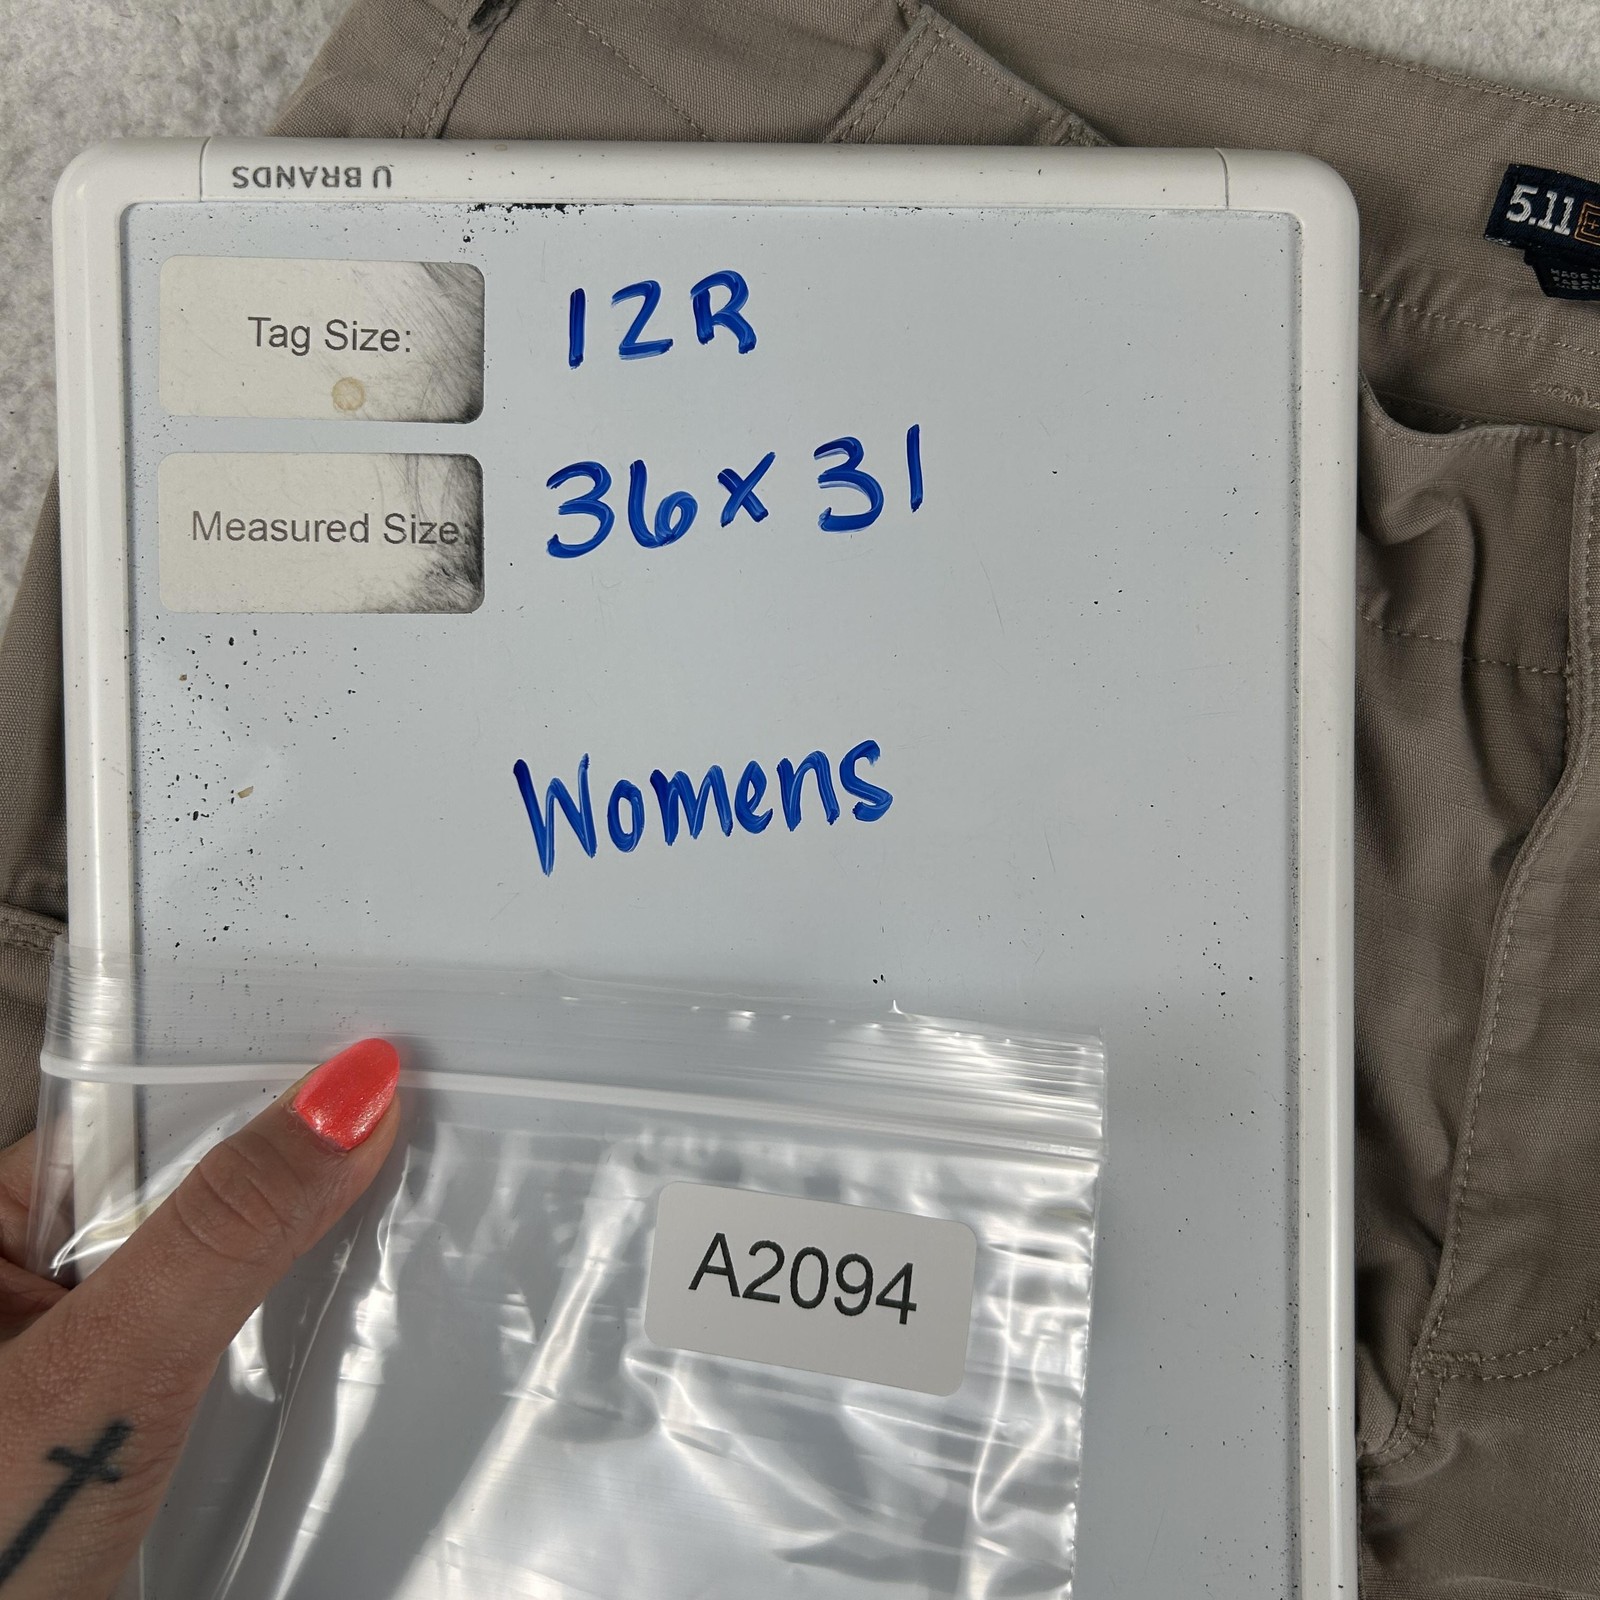 U BRANDS
5.11
Tag Size:
12R
Measured Size:
36x31
Womens
A2094